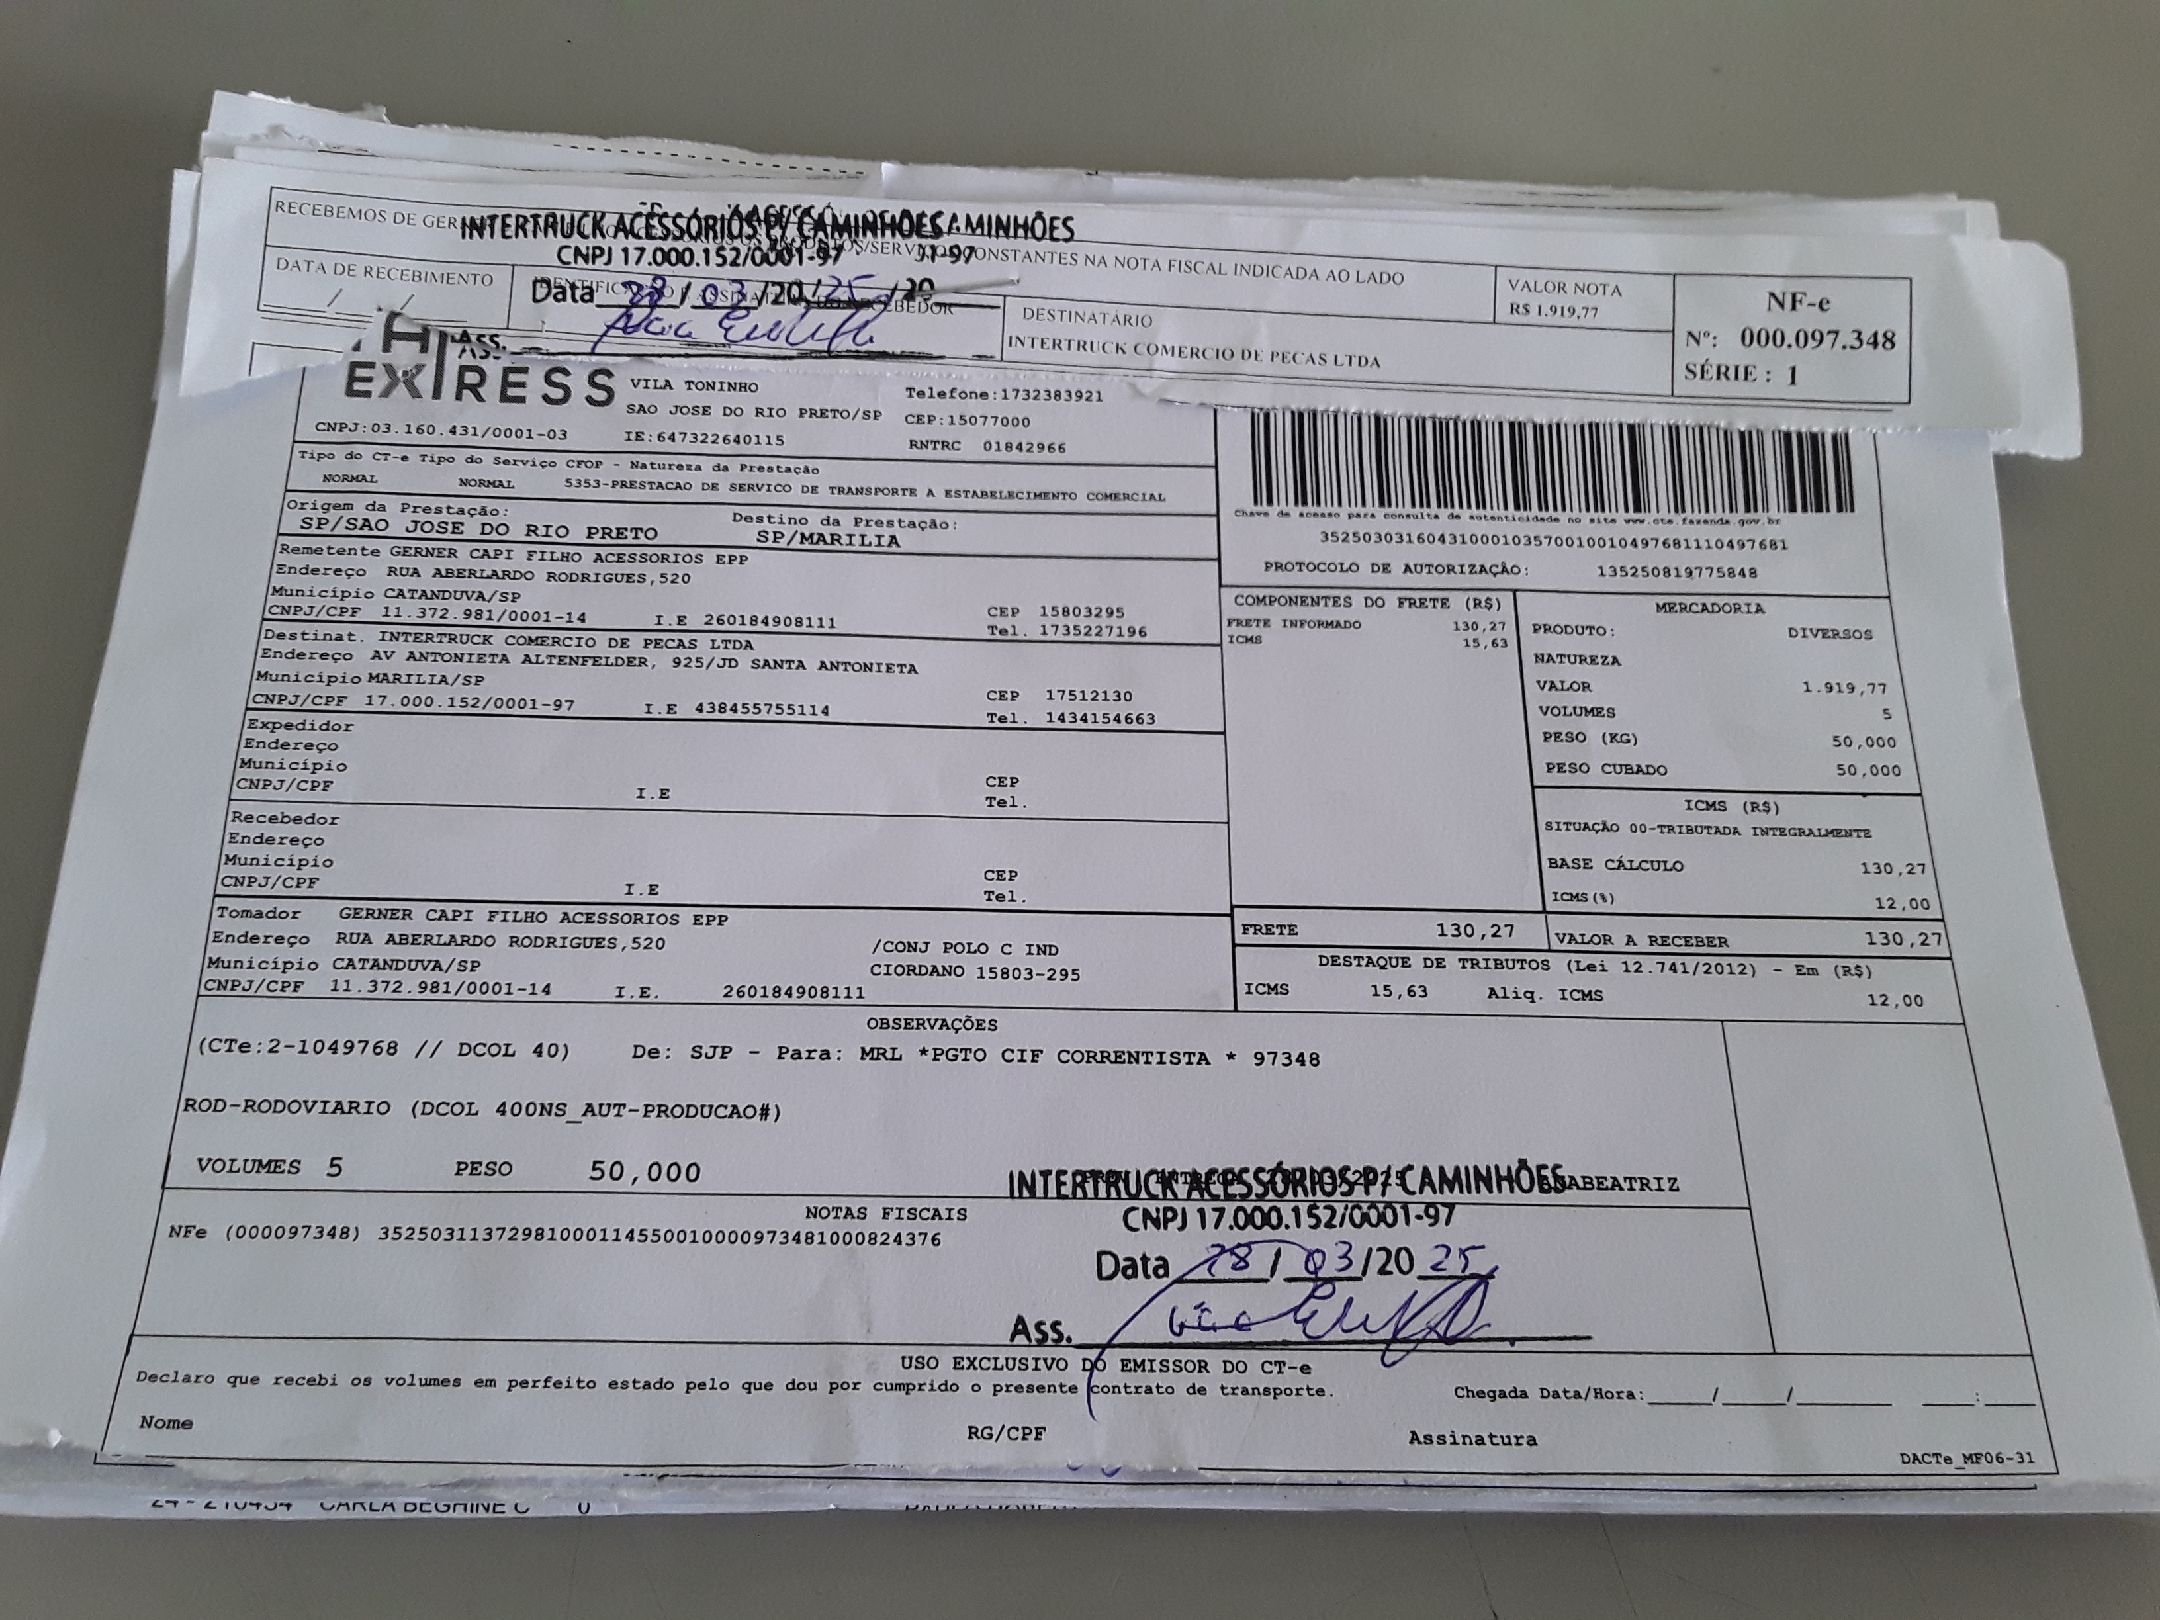 RECEBEMOS DE GER
INTERTRUCK ACESSÓRIOS P/ CAMINHÕES
AMINHÕES
CNPJ 17.000.152/0001-97
CONSTANTES NA NOTA FISCAL INDICADA AO LADO
DATA DE RECEBIMENTO
Data 28/03/2025
DESTINATÁRIO
INTERTRUCK COMERCIO DE PECAS LTDA
VALOR NOTA
R$ 1.919,77
NF-e
Nº: 000.097.348
SÉRIE : 1
Ass.
EXPRESS
VILA TONINHO
Telefone:1732383921
SAO JOSE DO RIO PRETO/SP
CEP:15077000
CNPJ:03.160.431/0001-03
IE:647322640115
RNTRC 01842966
Tipo do CT-e Tipo do Serviço CFOP - Natureza da Prestação
NORMAL NORMAL 5353-PRESTACAO DE SERVICO DE TRANSPORTE A ESTABELECIMENTO COMERCIAL
Origem da Prestação:
SP/SAO JOSE DO RIO PRETO
Destino da Prestação:
SP/MARILIA
Chave de acesso para consulta de autenticidade no site www.cte.fazenda.gov.br
35250303160431000103570010010497681110497681
PROTOCOLO DE AUTORIZAÇÃO: 135250819775848
Remetente GERNER CAPI FILHO ACESSORIOS EPP
Endereço RUA ABERLARDO RODRIGUES,520
Município CATANDUVA/SP
CEP 15803295
CNPJ/CPF 11.372.981/0001-14 I.E 260184908111
Tel. 1735227196
Destinat. INTERTRUCK COMERCIO DE PECAS LTDA
Endereço AV ANTONIETA ALTENFELDER, 925/JD SANTA ANTONIETA
Município MARILIA/SP
CEP 17512130
CNPJ/CPF 17.000.152/0001-97 I.E 438455755114
Tel. 1434154663
Expedidor
Endereço
Município
CEP
CNPJ/CPF I.E
Tel.
Recebedor
Endereço
Município
CEP
CNPJ/CPF I.E
Tel.
Tomador GERNER CAPI FILHO ACESSORIOS EPP
Endereço RUA ABERLARDO RODRIGUES,520 /CONJ POLO C IND
Município CATANDUVA/SP CIORDANO 15803-295
CNPJ/CPF 11.372.981/0001-14 I.E. 260184908111
COMPONENTES DO FRETE (R$)
FRETE INFORMADO 130,27
ICMS 15,63
MERCADORIA
PRODUTO: DIVERSOS
NATUREZA
VALOR 1.919,77
VOLUMES 5
PESO (KG) 50,000
PESO CUBADO 50,000
ICMS (R$)
SITUAÇÃO 00-TRIBUTADA INTEGRALMENTE
BASE CÁLCULO 130,27
ICMS(%) 12,00
FRETE 130,27
VALOR A RECEBER 130,27
DESTAQUE DE TRIBUTOS (Lei 12.741/2012) - Em (R$)
ICMS 15,63 Aliq. ICMS 12,00
OBSERVAÇÕES
(CTe:2-1049768 // DCOL 40) De: SJP - Para: MRL *PGTO CIF CORRENTISTA * 97348
ROD-RODOVIARIO (DCOL 400NS_AUT-PRODUCAO#)
VOLUMES 5 PESO 50,000
INTERTRUCK ACESSÓRIOS P/ CAMINHÕES
ANABEATRIZ
CNPJ 17.000.152/0001-97
NOTAS FISCAIS
NFe (000097348) 35250311372981000114550010000973481000824376
Data 28/03/2025
Ass.
USO EXCLUSIVO DO EMISSOR DO CT-e
Declaro que recebi os volumes em perfeito estado pelo que dou por cumprido o presente contrato de transporte.
Chegada Data/Hora: / / :
Nome RG/CPF Assinatura
DACTe_MF06-31